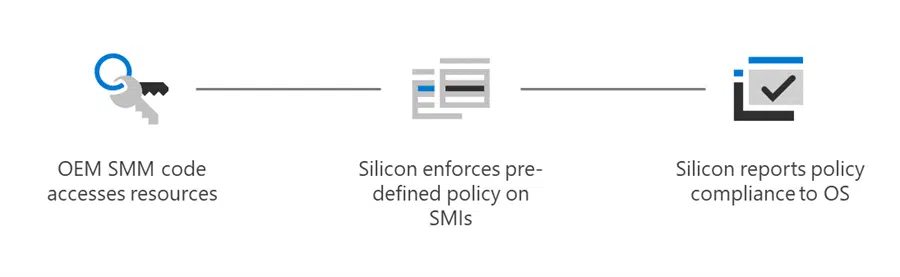 OEM SMM code
accesses resources
Silicon enforces pre-
defined policy on
SMIs
Silicon reports policy
compliance to OS